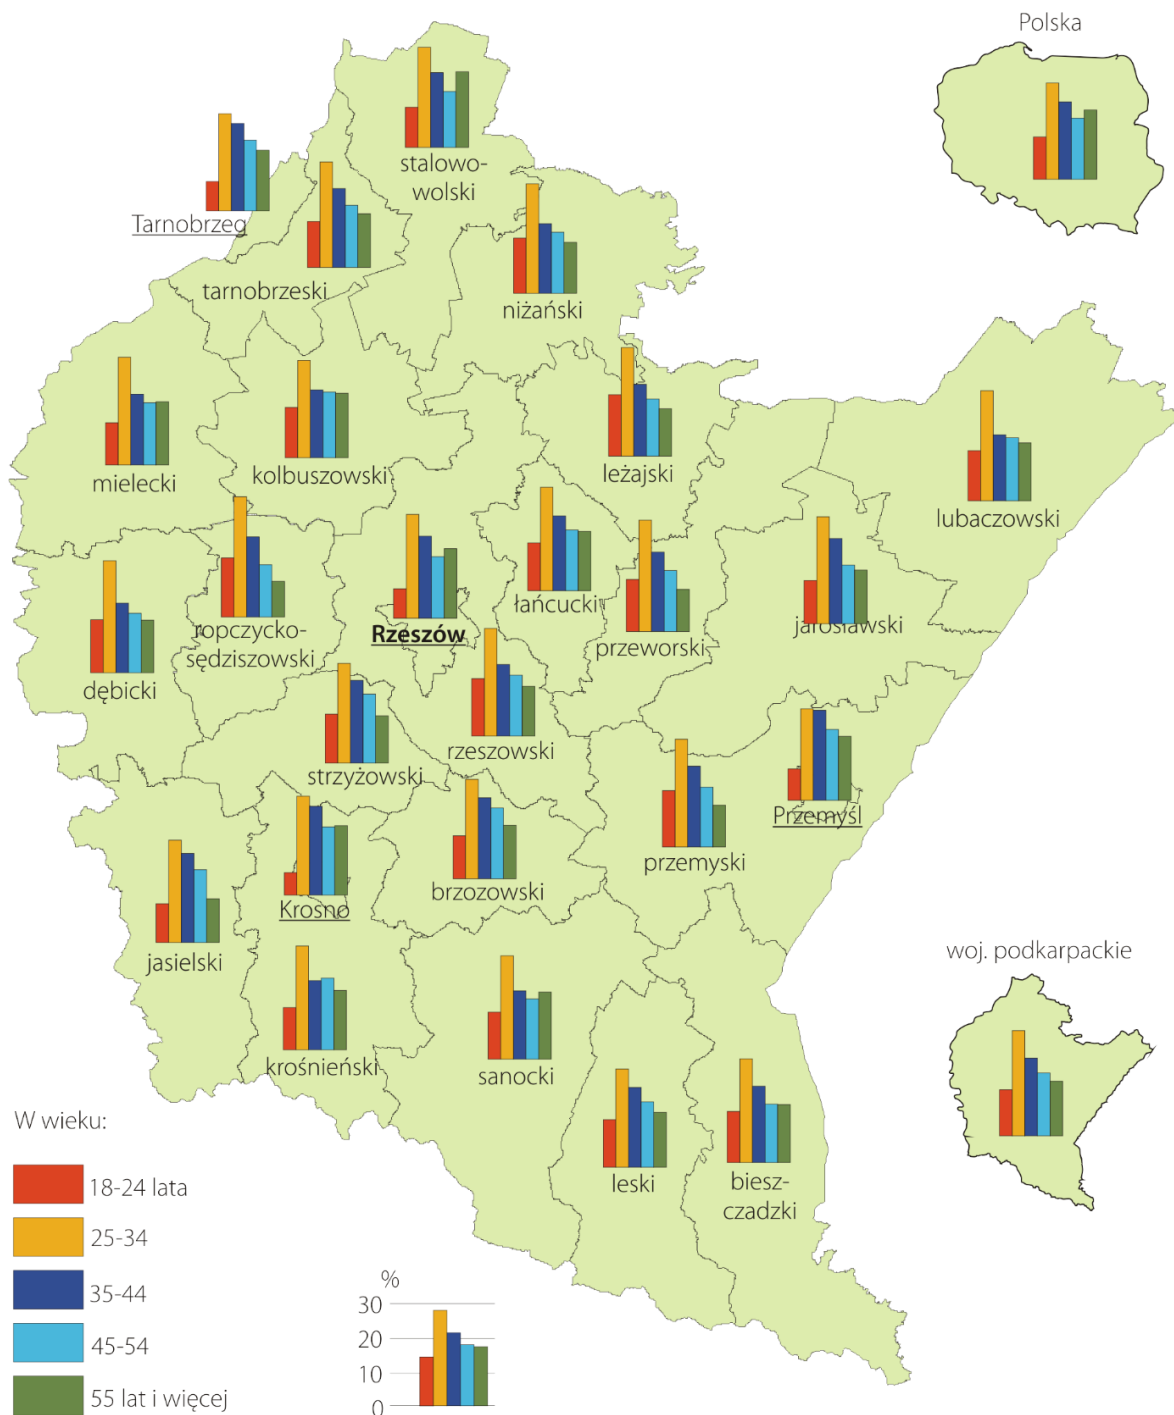 Polska
stalowo-
wolski
Tarnobrzeg
tarnobrzeski
niżański
mielecki
kolbuszowski
leżajski
lubaczowski
ropczycko-
sędziszowski
Rzeszów
łańcucki
przeworski
jarosławski
dębicki
rzeszowski
strzyżowski
Przemyśl
przemyski
brzozowski
Krosno
jasielski
woj. podkarpackie
krośnieński
sanocki
leski
biesz-
czadzki
W wieku:
18-24 lata
25-34
35-44
45-54
55 lat i więcej
%
30
20
10
0